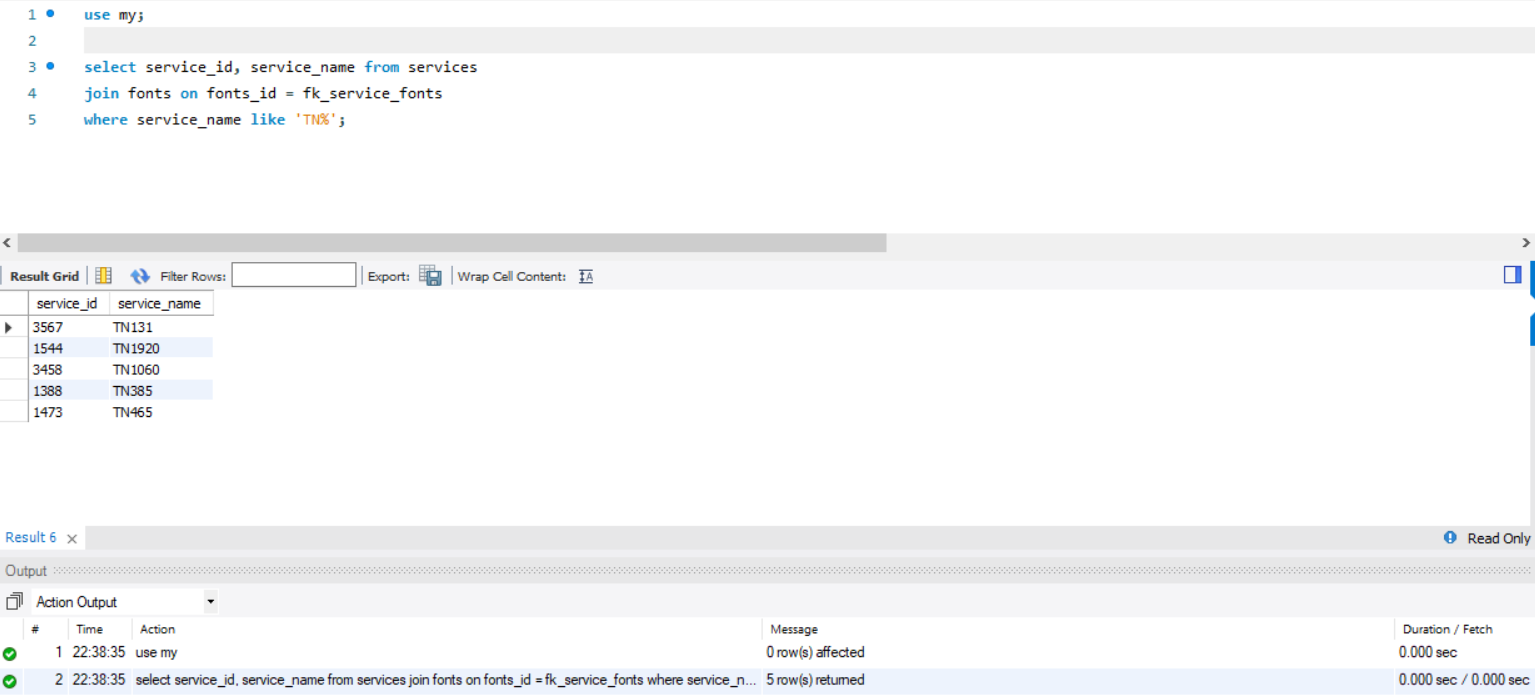 1 use my;
2
3 select service_id, service_name from services
4 join fonts on fonts_id = fk_service_fonts
5 where service_name like 'TN%';
Result Grid Filter Rows: Export: Wrap Cell Content: IA
service_id service_name
3567 TN131
1544 TN1920
3458 TN1060
1388 TN385
1473 TN465
Result 6 × Read Only
Output
Action Output
# Time Action Message Duration / Fetch
1 22:38:35 use my 0 row(s) affected 0.000 sec
2 22:38:35 select service_id, service_name from services join fonts on fonts_id = fk_service_fonts where service_n... 5 row(s) returned 0.000 sec / 0.000 sec